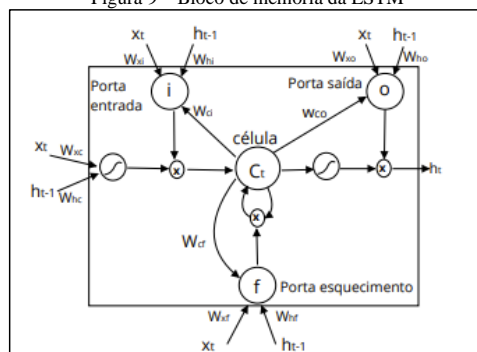 Figura 9 – Bloco de memória da LSTM
xt ht-1 xt ht-1
Wxi Whi Wxo Who
Porta entrada
i
Porta saída
o
Wci
wco
célula
Ct
xt Wxc
ht-1 Whc
x
x
ht
x
Wcf
f
Porta esquecimento
Wxf Whf
xt ht-1